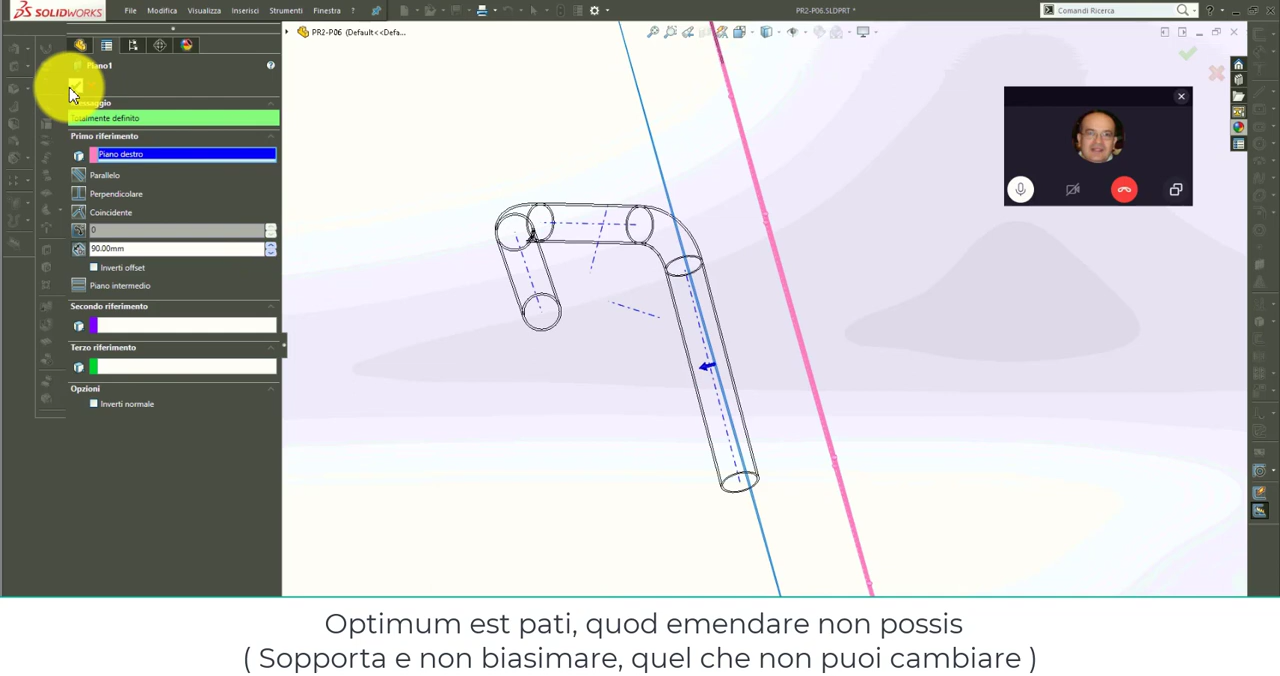 SOLIDWORKS
File Modifica Visualizza Inserisci Strumenti Finestra ?
PR2-P06.SLDPRT *
Comandi Ricerca
PR2-P06 (Default<<Defa...
Piano1
Totalmente definito
Primo riferimento
Piano destro
Parallelo
Perpendicolare
Coincidente
0
90.00mm
Inverti offset
Piano intermedio
Secondo riferimento
Terzo riferimento
Opzioni
Inverti normale
Optimum est pati, quod emendare non possis
( Sopporta e non biasimare, quel che non puoi cambiare )